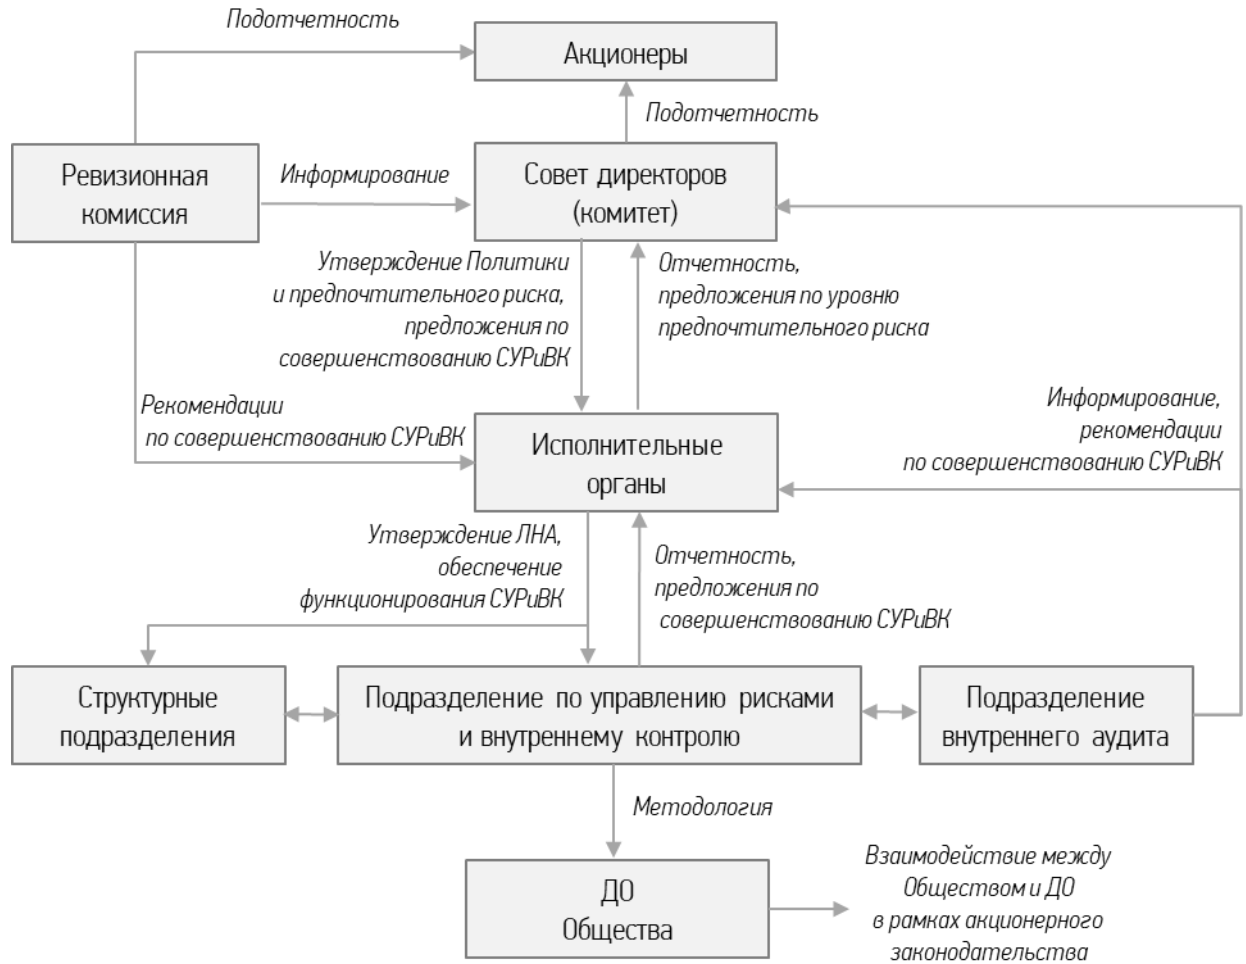 Подотчетность
Акционеры
Подотчетность
Ревизионная
комиссия
Информирование
Совет директоров
(комитет)
Утверждение Политики
и предпочтительного риска,
предложения по
совершенствованию СУРиВК
Отчетность,
предложения по уровню
предпочтительного риска
Рекомендации
по совершенствованию СУРиВК
Исполнительные
органы
Информирование,
рекомендации
по совершенствованию СУРиВК
Утверждение ЛНА,
обеспечение
функционирования СУРиВК
Отчетность,
предложения по
совершенствованию СУРиВК
Структурные
подразделения
Подразделение по управлению рисками
и внутреннему контролю
Подразделение
внутреннего аудита
Методология
ДО
Общества
Взаимодействие между
Обществом и ДО
в рамках акционерного
законодательства